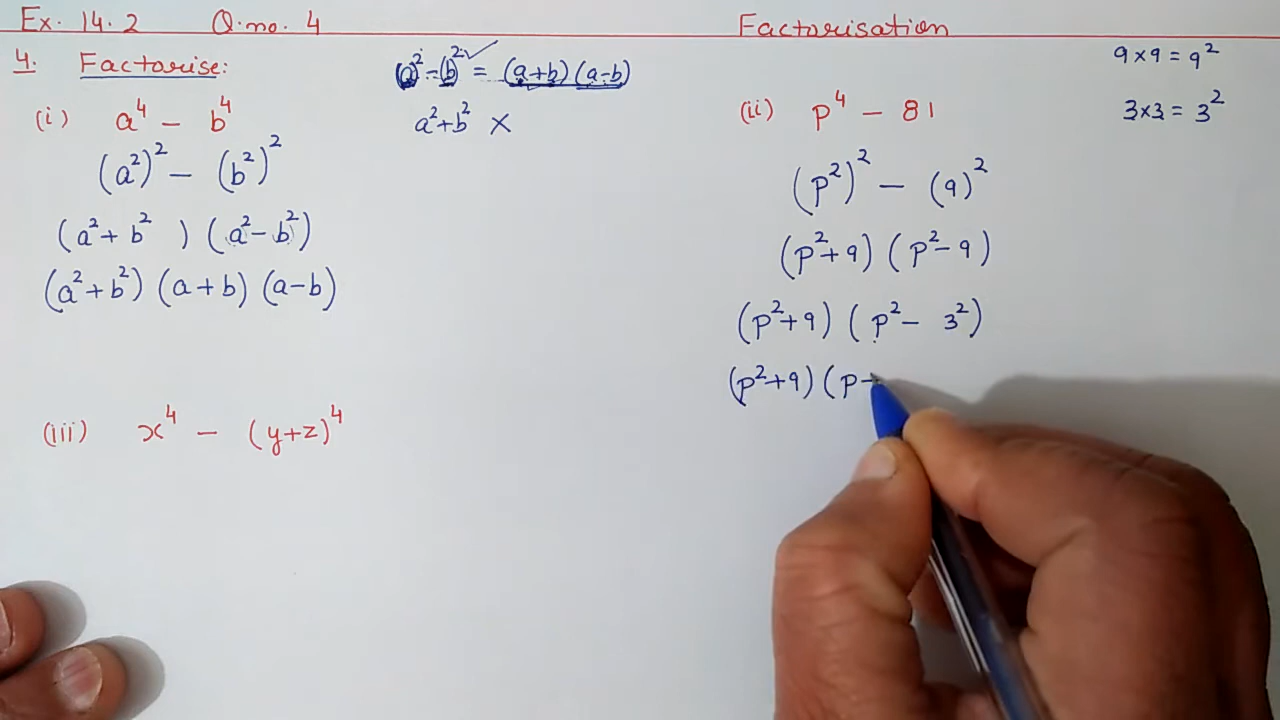 Ex. 14.2 Q.no. 4 Factorisation
4. Factorise:
a² - b² = (a+b)(a-b)
a² + b² ×
(i) a⁴ - b⁴
(a²)² - (b²)²
(a² + b² ) (a² - b²)
(a² + b²) (a + b) (a - b)
(iii) x⁴ - (y+z)⁴
9 × 9 = 9²
3 × 3 = 3²
(ii) p⁴ - 81
(p²)² - (9)²
(p² + 9) (p² - 9)
(p² + 9) (p² - 3²)
(p² + 9) (p